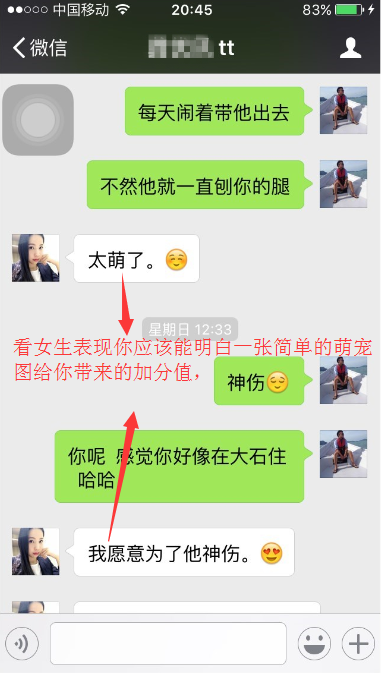 中国移动
20:45
83%
微信
tt
每天闹着带他出去
不然他就一直刨你的腿
太萌了。
星期日 12:33
看女生表现你应该能明白一张简单的萌宠
图给你带来的加分值，
神伤
你呢 感觉你好像在大石住
哈哈
我愿意为了他神伤。